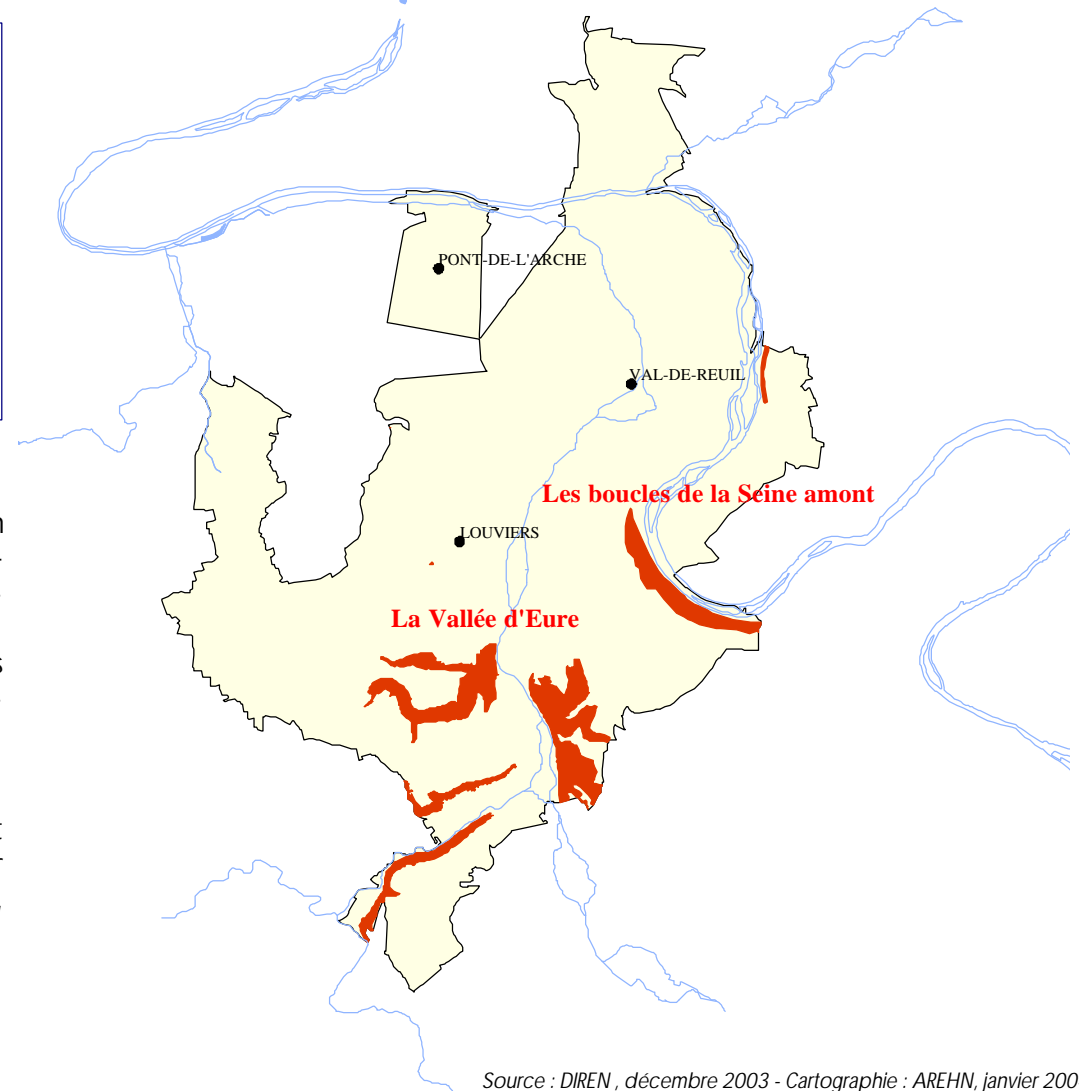 PONT-DE-L'ARCHE
VAL-DE-REUIL
Les boucles de la Seine amont
LOUVIERS
La Vallée d'Eure
Source : DIREN , décembre 2003 - Cartographie : AREHN, janvier 200